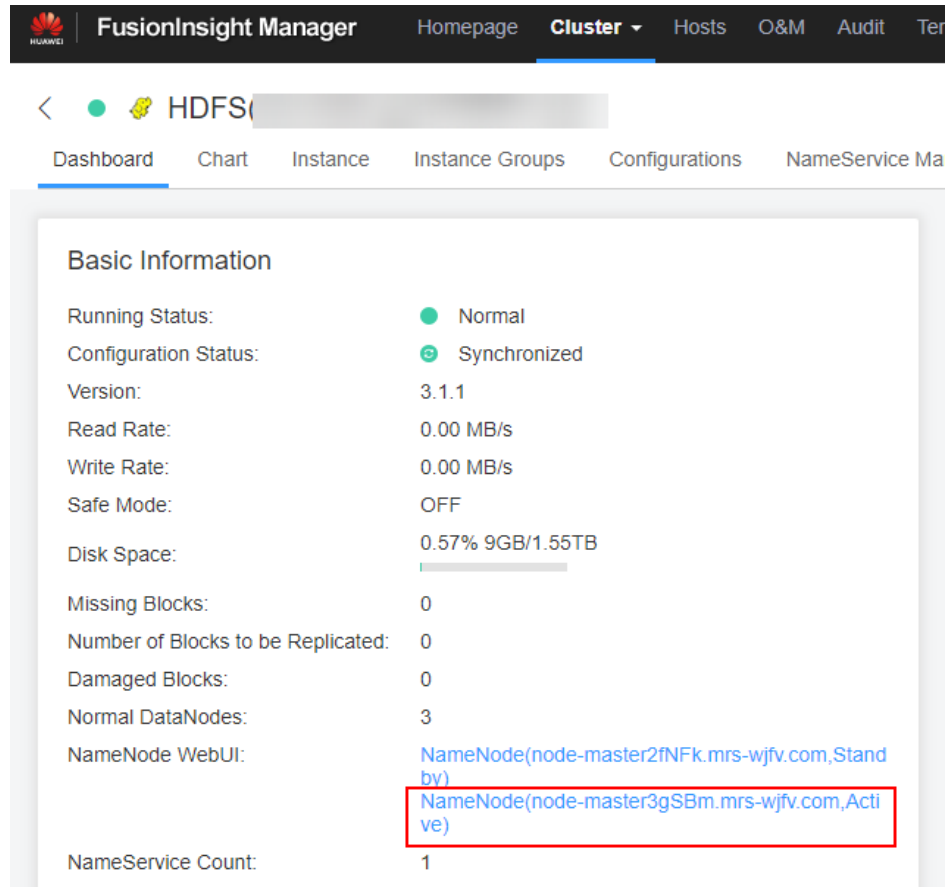 HUAWEI FusionInsight Manager Homepage Cluster Hosts O&M Audit Ter
HDFS(
Dashboard Chart Instance Instance Groups Configurations NameService Ma
Basic Information
Running Status: Normal
Configuration Status: Synchronized
Version: 3.1.1
Read Rate: 0.00 MB/s
Write Rate: 0.00 MB/s
Safe Mode: OFF
Disk Space: 0.57% 9GB/1.55TB
Missing Blocks: 0
Number of Blocks to be Replicated: 0
Damaged Blocks: 0
Normal DataNodes: 3
NameNode WebUI: NameNode(node-master2fNFk.mrs-wjfv.com,Stand
by)
NameNode(node-master3gSBm.mrs-wjfv.com,Acti
ve)
NameService Count: 1